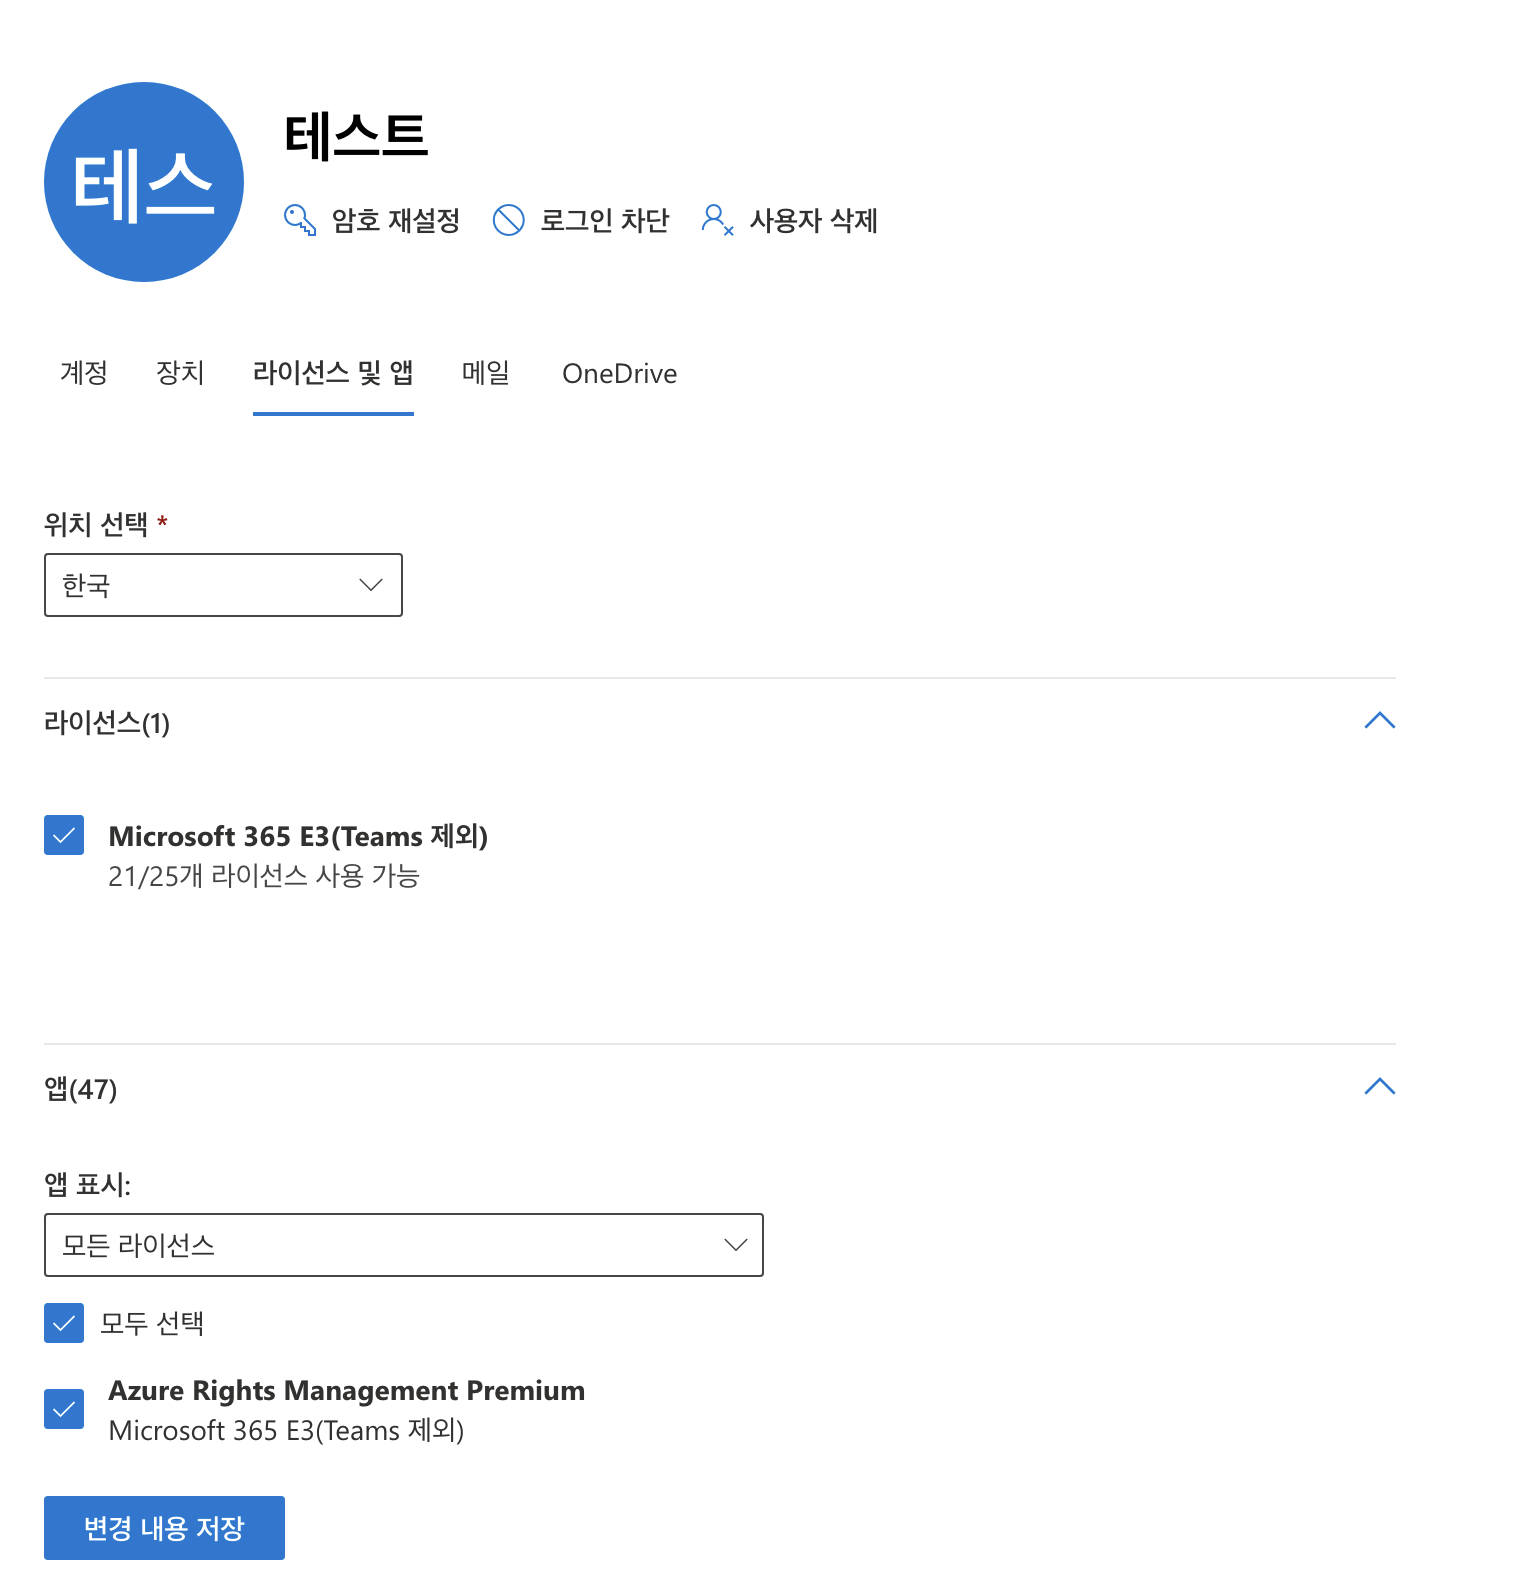 테스
테스트
암호 재설정 로그인 차단 사용자 삭제
계정 장치 라이선스 및 앱 메일 OneDrive
위치 선택 *
한국
라이선스(1)
Microsoft 365 E3(Teams 제외)
21/25개 라이선스 사용 가능
앱(47)
앱 표시:
모든 라이선스
모두 선택
Azure Rights Management Premium
Microsoft 365 E3(Teams 제외)
변경 내용 저장